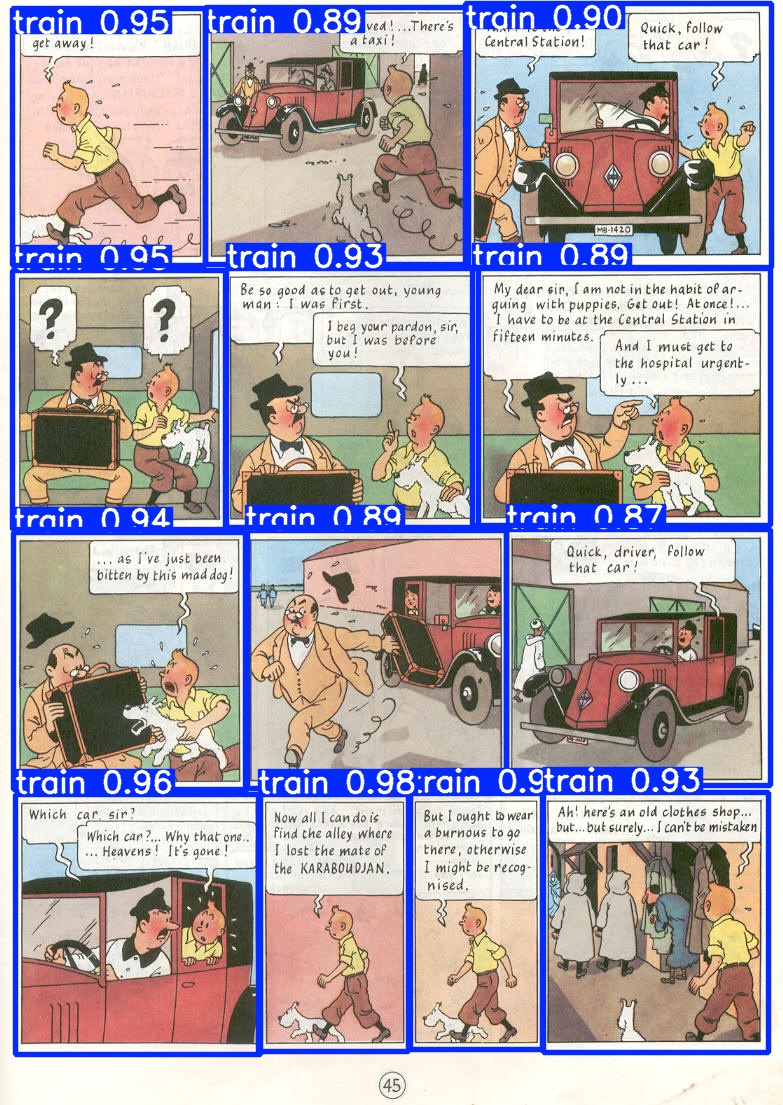 train 0.95
get away!
train 0.89
ved!...There's
a taxi!
train 0.90
Central Station!
Quick, follow
that car!
MB-1420
train 0.95
?
?
train 0.93
Be so good as to get out, young
man: I was first.
I beg your pardon, sir,
but I was before
you!
train 0.89
My dear sir, I am not in the habit of ar-
guing with puppies. Get out! At once!...
I have to be at the Central Station in
fifteen minutes.
And I must get to
the hospital urgent-
ly...
train 0.94
...as I've just been
bitten by this mad dog!
train 0.89
train 0.87
Quick, driver, follow
that car!
train 0.96
Which car, sir?
Which car?... Why that one..
... Heavens! It's gone!
train 0.98
Now all I can do is
find the alley where
I lost the mate of
the KARABOUDJAN.
:rain 0.9
But I ought to wear
a burnous to go
there, otherwise
I might be recog-
nised.
train 0.93
Ah! here's an old clothes shop...
but...but surely... I can't be mistaken
45